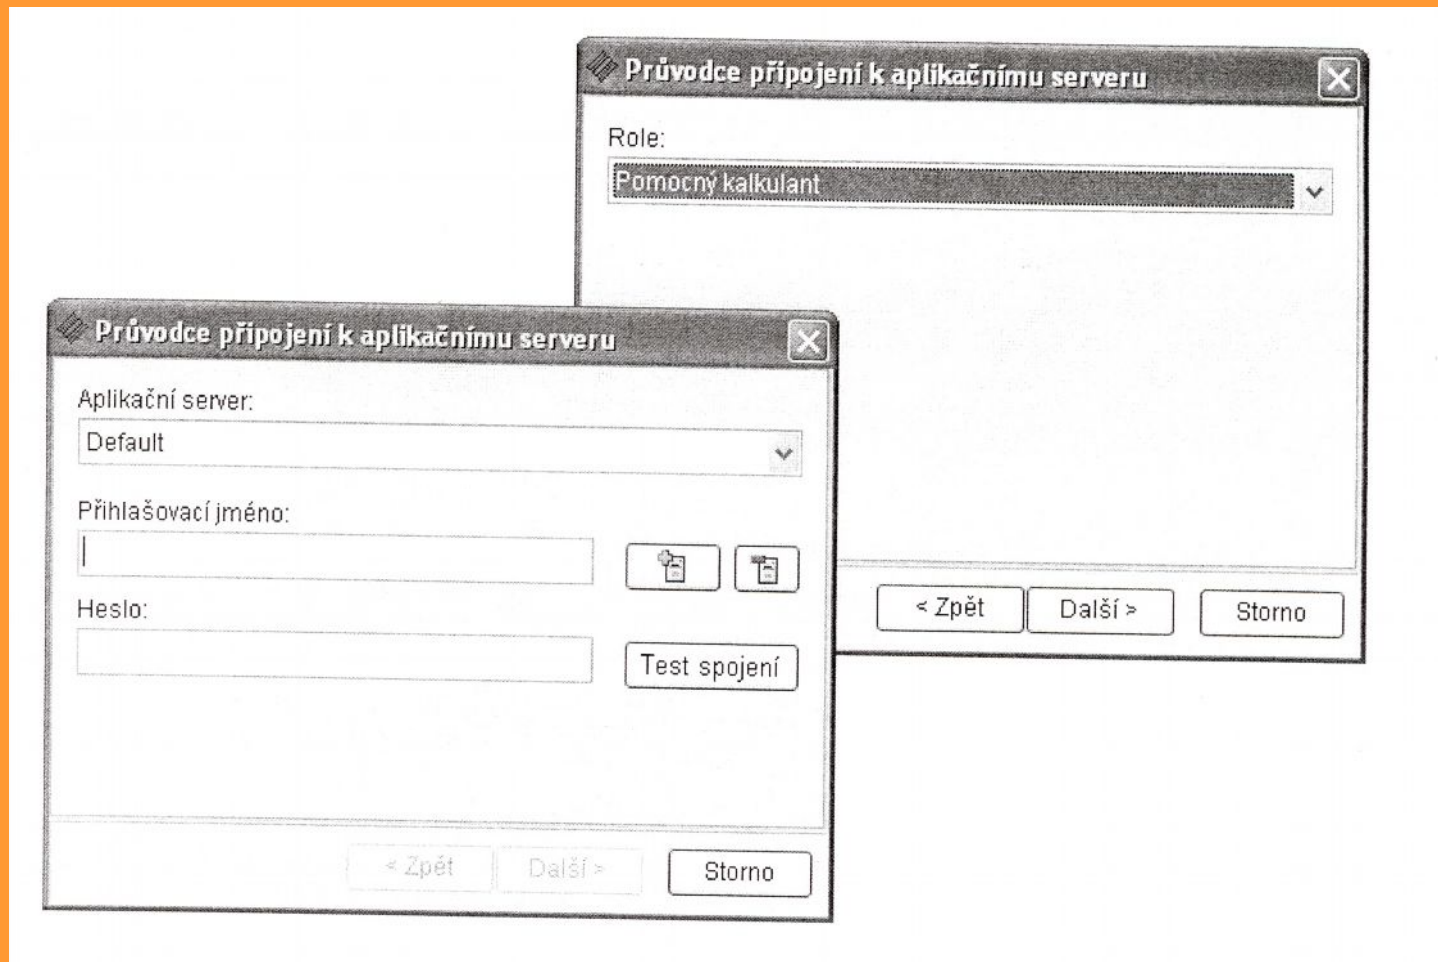 Průvodce připojení k aplikačnímu serveru
Role:
Pomocný kalkulant
< Zpět
Další >
Storno
Průvodce připojení k aplikačnímu serveru
Aplikační server:
Default
Přihlašovací jméno:
Heslo:
Test spojení
< Zpět
Další >
Storno